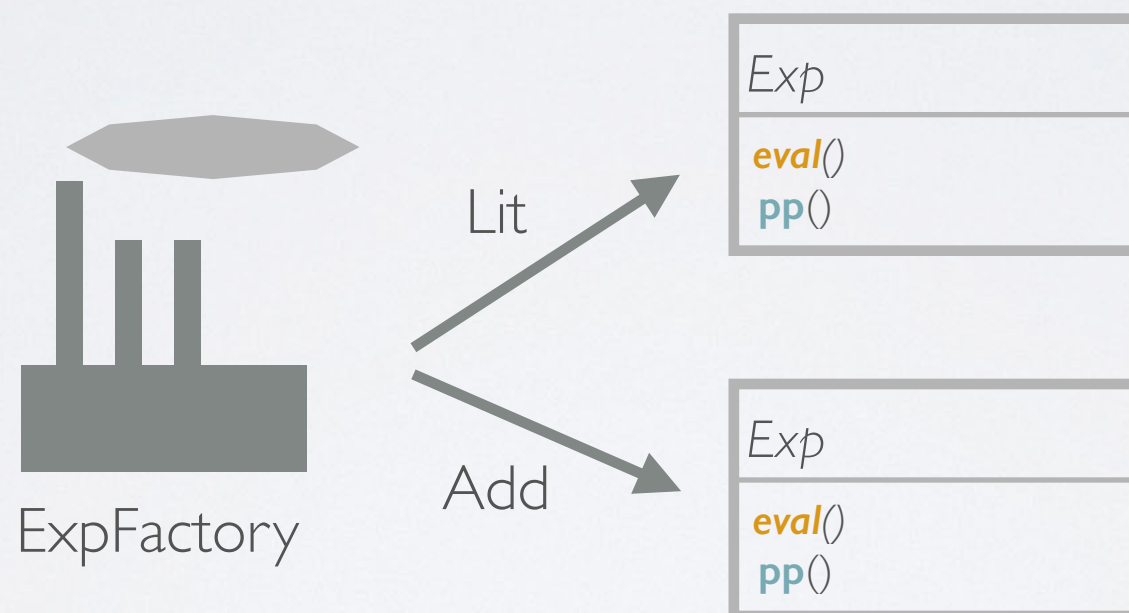 Exp
eval()
pp()
Lit
Add
ExpFactory
Exp
eval()
pp()